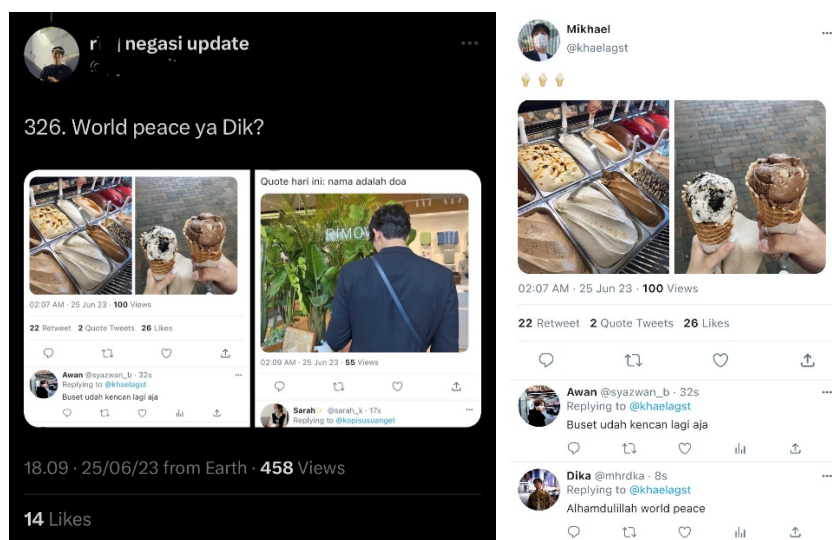 negasi update
326. World peace ya Dik?
02:07 AM · 25 Jun 23 · 100 Views
22 Retweet 2 Quote Tweets 26 Likes
Awan @syazwan_b · 32s
Replying to @khaelagst
Buset udah kencan lagi aja
Quote hari ini: nama adalah doa
RIMOW
02:09 AM · 25 Jun 23 · 55 Views
Sarah @sarah_k · 17s
Replying to @kopisusuanget
18.09 · 25/06/23 from Earth · 458 Views
14 Likes
Mikhael
@khaelagst
02:07 AM · 25 Jun 23 · 100 Views
22 Retweet 2 Quote Tweets 26 Likes
Awan @syazwan_b · 32s
Replying to @khaelagst
Buset udah kencan lagi aja
Dika @mhrdka · 8s
Replying to @khaelagst
Alhamdulillah world peace